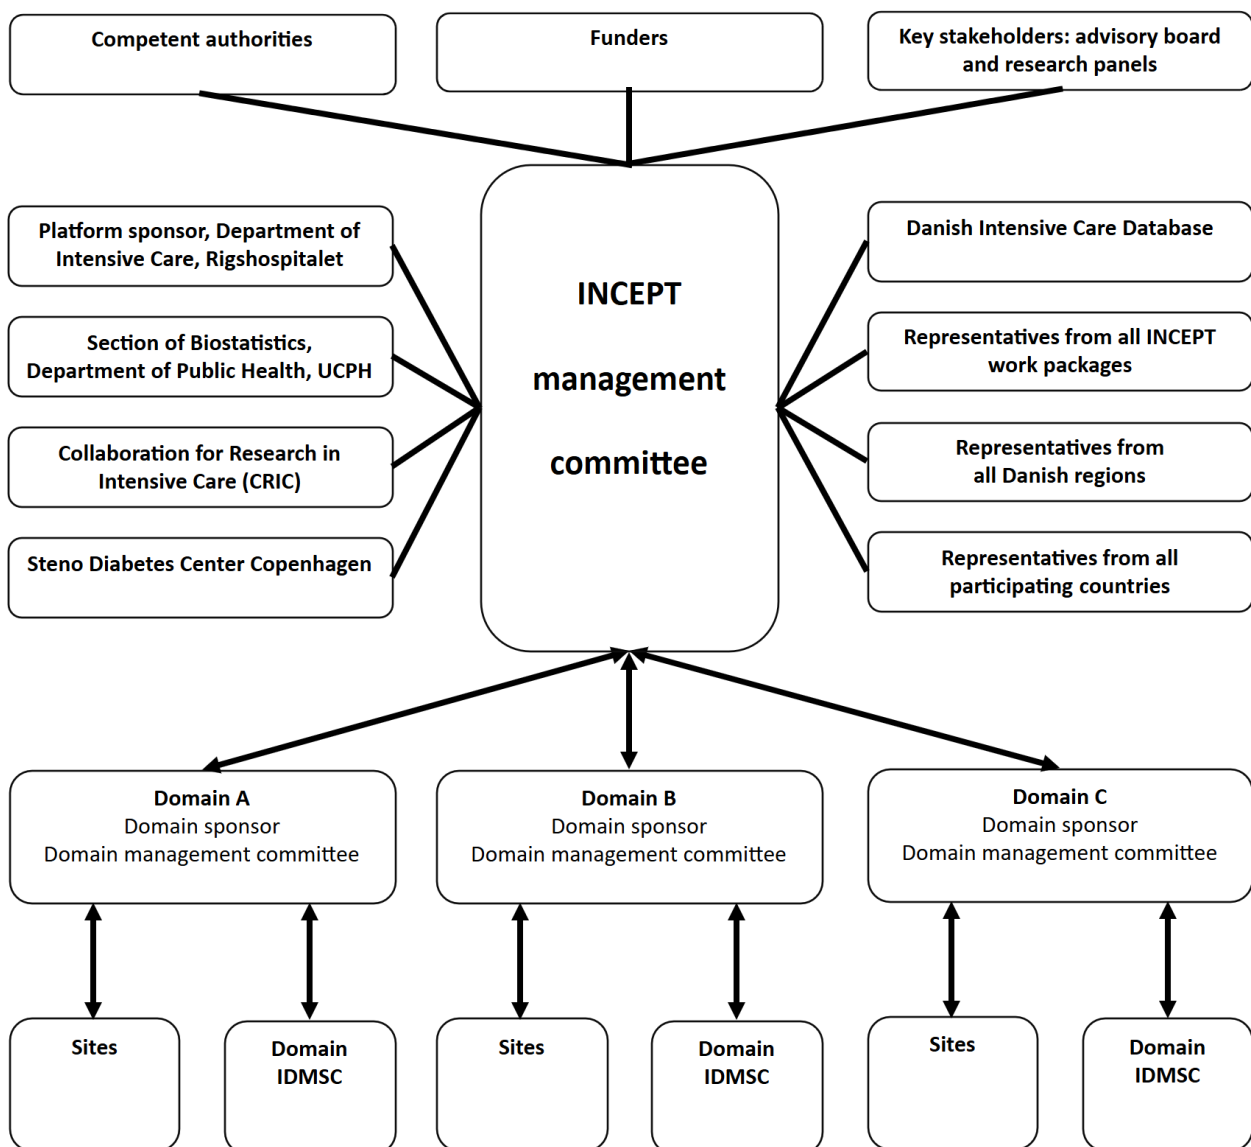 Competent authorities
Funders
Key stakeholders: advisory board
and research panels
Platform sponsor, Department of
Intensive Care, Rigshospitalet
Section of Biostatistics,
Department of Public Health, UCPH
Collaboration for Research in
Intensive Care (CRIC)
Steno Diabetes Center Copenhagen
INCEPT
management
committee
Danish Intensive Care Database
Representatives from all INCEPT
work packages
Representatives from
all Danish regions
Representatives from all
participating countries
Domain A
Domain sponsor
Domain management committee
Domain B
Domain sponsor
Domain management committee
Domain C
Domain sponsor
Domain management committee
Sites
Domain
IDMSC
Sites
Domain
IDMSC
Sites
Domain
IDMSC